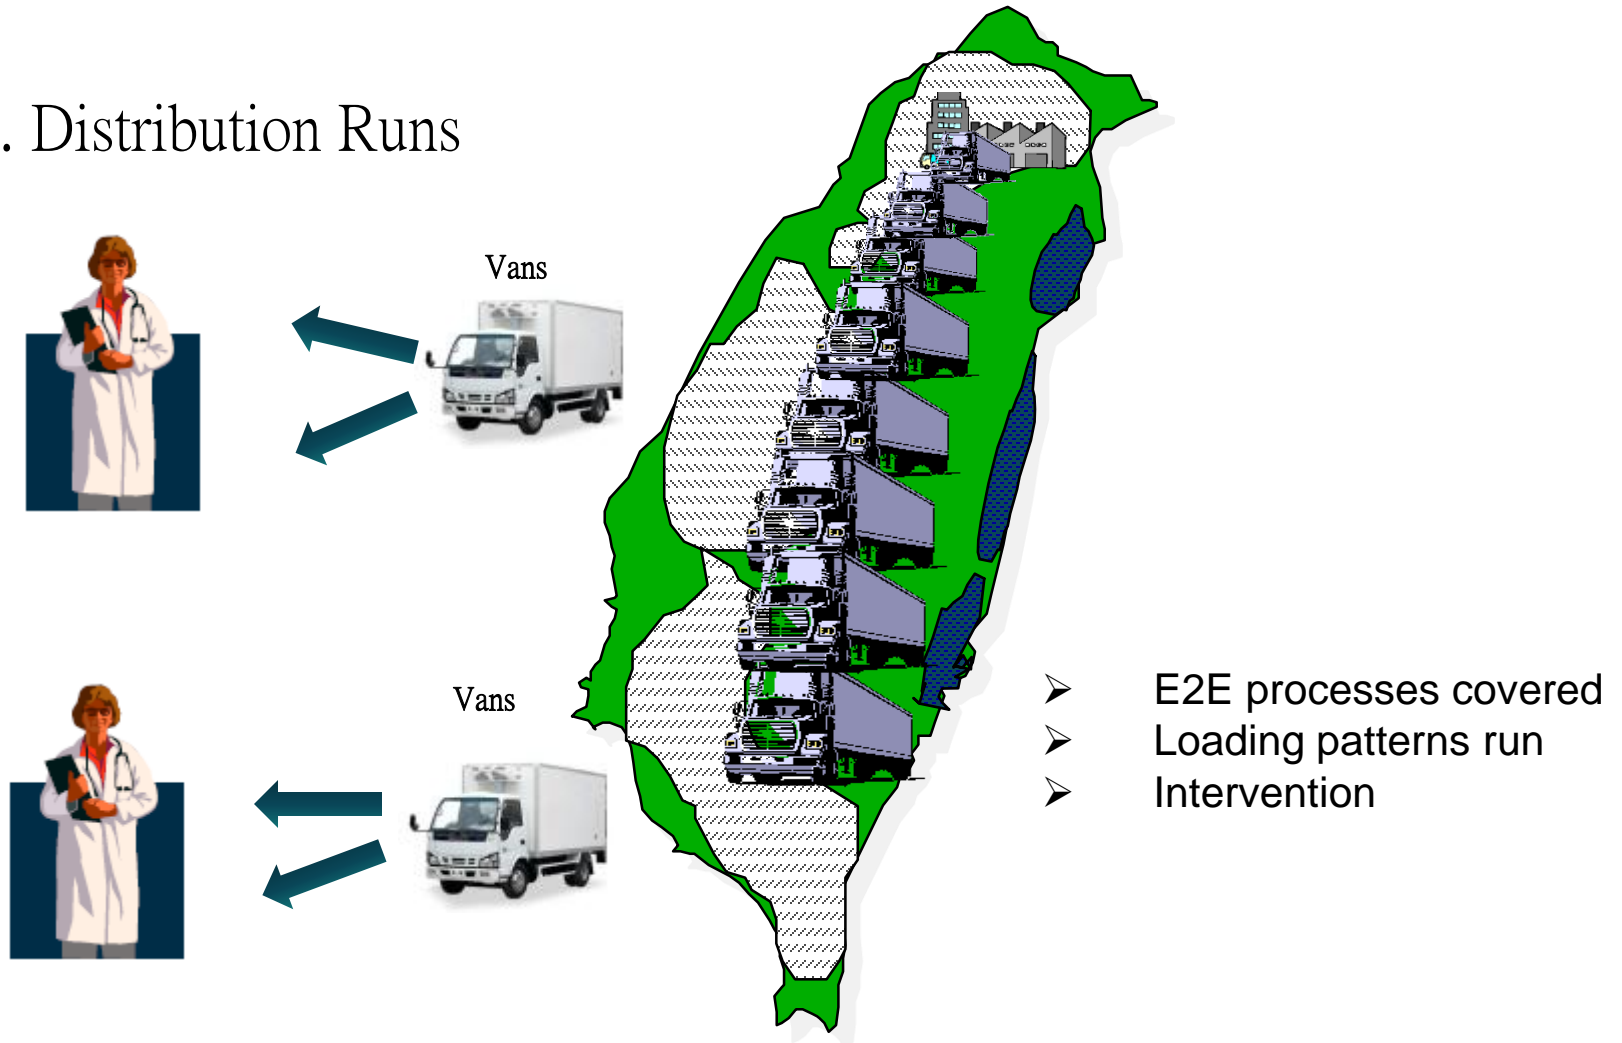 . Distribution Runs
Vans
Vans
➢ E2E processes covered
➢ Loading patterns run
➢ Intervention